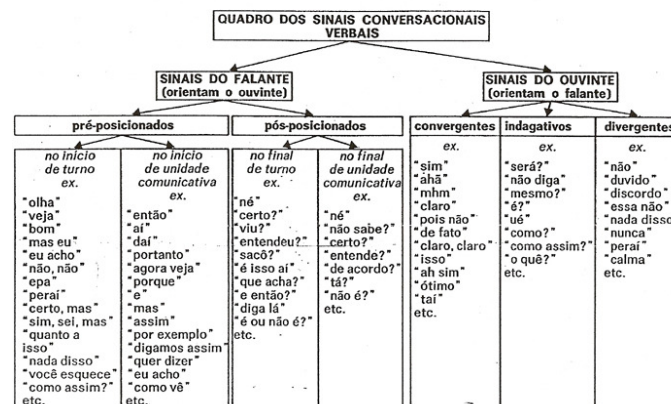 QUADRO DOS SINAIS CONVERSACIONAIS
VERBAIS
SINAIS DO FALANTE
(orientam o ouvinte)
SINAIS DO OUVINTE
(orientam o falante)
pré-posicionados
pós-posicionados
convergentes
indagativos
divergentes
no início
de turno
ex.
"olha"
"veja"
"bom"
"mas eu"
"eu acho"
"não, não"
"epa"
"peraí"
"certo, mas"
"sim, sei, mas"
"quanto a
isso"
"nada disso"
"você esquece"
"como assim?"
etc.
no início
de unidade
comunicativa
ex.
"então"
"aí"
"daí"
"portanto"
"agora veja"
"porque"
"e"
"mas"
"assim"
"por exemplo"
"digamos assim"
"quer dizer"
"eu acho"
"como vê"
etc.
no final
de turno
ex.
"né"
"certo?"
"viu?"
"entendeu?"
"sacô?"
"é isso aí"
"que acha?"
"e então?"
"diga lá"
"é ou não é?"
etc.
no final
de unidade
comunicativa
ex.
"né"
"não sabe?"
"certo?"
"entende?"
"de acordo?"
"tá?"
"não é?"
etc.
ex.
"sim"
"ahã"
"mhm"
"claro"
"pois não"
"de fato"
"claro, claro"
"isso"
"ah sim"
"ótimo"
"taí"
etc.
ex.
"será?"
"não diga"
"mesmo?"
"é?"
"ué"
"como?"
"como assim?"
"o quê?"
etc.
ex.
"não"
"duvido"
"discordo"
"essa não"
"nada disso"
"nunca"
"peraí"
"calma"
etc.